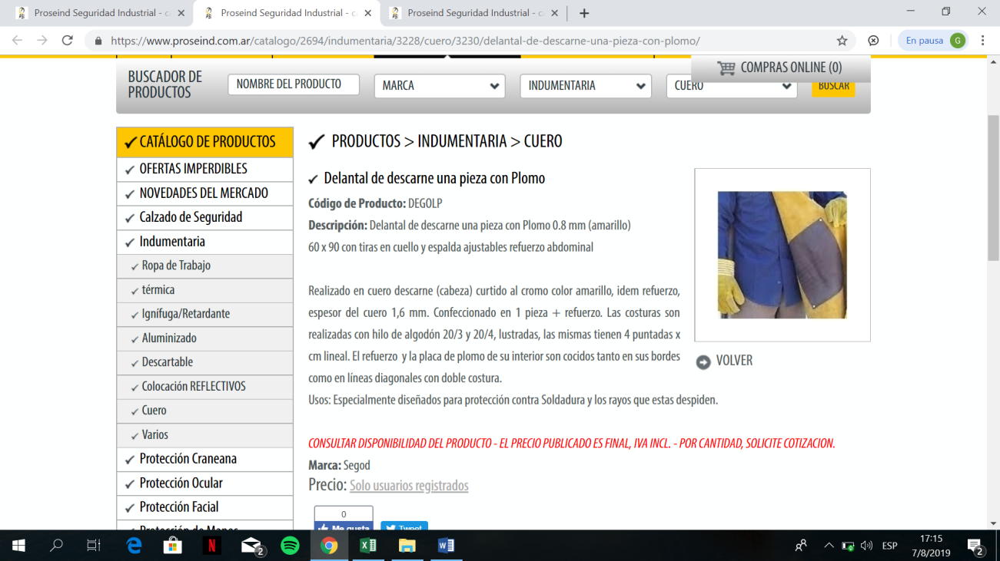 Proseind Seguridad Industrial - c
Proseind Seguridad Industrial - c
Proseind Seguridad Industrial - c
https://www.proseind.com.ar/catalogo/2694/indumentaria/3228/cuero/3230/delantal-de-descarne-una-pieza-con-plomo/
En pausa G
COMPRAS ONLINE (0)
BUSCADOR DE
PRODUCTOS
NOMBRE DEL PRODUCTO
MARCA
INDUMENTARIA
CUERO
BUSCAR
CATÁLOGO DE PRODUCTOS
OFERTAS IMPERDIBLES
NOVEDADES DEL MERCADO
Calzado de Seguridad
Indumentaria
Ropa de Trabajo
térmica
Ignífuga/Retardante
Aluminizado
Descartable
Colocación REFLECTIVOS
Cuero
Varios
Protección Craneana
Protección Ocular
Protección Facial
Protección de Manos
PRODUCTOS > INDUMENTARIA > CUERO
Delantal de descarne una pieza con Plomo
Código de Producto: DEGOLP
Descripción: Delantal de descarne una pieza con Plomo 0.8 mm (amarillo)
60 x 90 con tiras en cuello y espalda ajustables refuerzo abdominal
Realizado en cuero descarne (cabeza) curtido al cromo color amarillo, idem refuerzo,
espesor del cuero 1,6 mm. Confeccionado en 1 pieza + refuerzo. Las costuras son
realizadas con hilo de algodón 20/3 y 20/4, lustradas, las mismas tienen 4 puntadas x
cm lineal. El refuerzo y la placa de plomo de su interior son cocidos tanto en sus bordes
como en líneas diagonales con doble costura.
Usos: Especialmente diseñados para protección contra Soldadura y los rayos que estas despiden.
VOLVER
CONSULTAR DISPONIBILIDAD DEL PRODUCTO - EL PRECIO PUBLICADO ES FINAL, IVA INCL. - POR CANTIDAD, SOLICITE COTIZACION.
Marca: Segod
Precio: Solo usuarios registrados
0
Me gusta
Tweet
2
ESP
17:15
7/8/2019
2